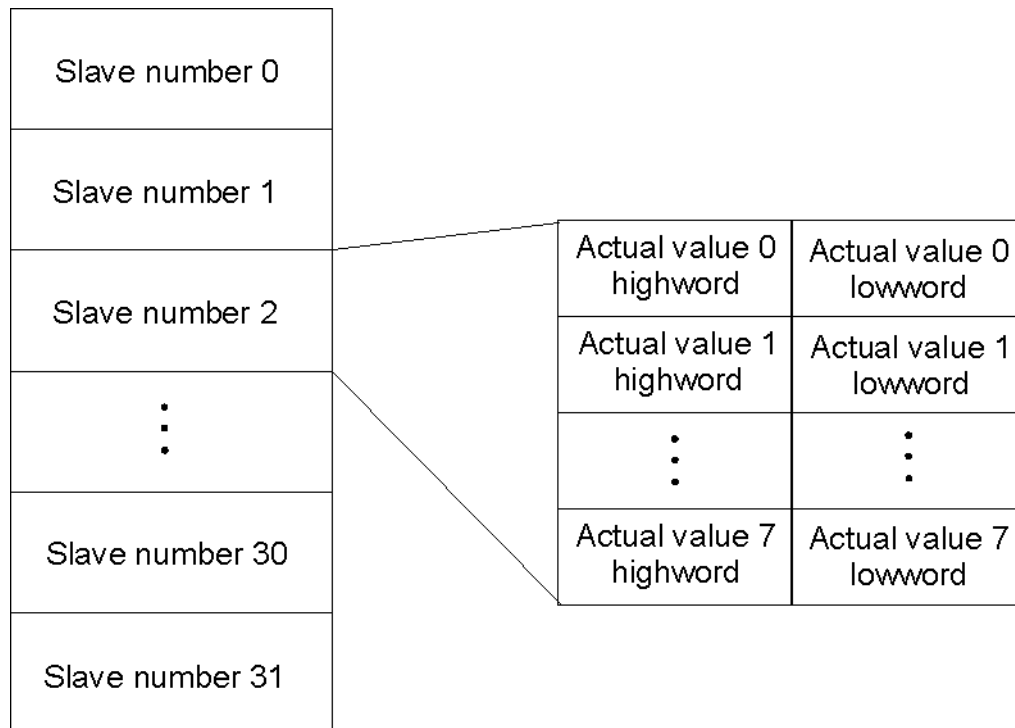 Slave number 0
Slave number 1
Slave number 2
Slave number 30
Slave number 31
Actual value 0
highword
Actual value 0
lowword
Actual value 1
highword
Actual value 1
lowword
Actual value 7
highword
Actual value 7
lowword